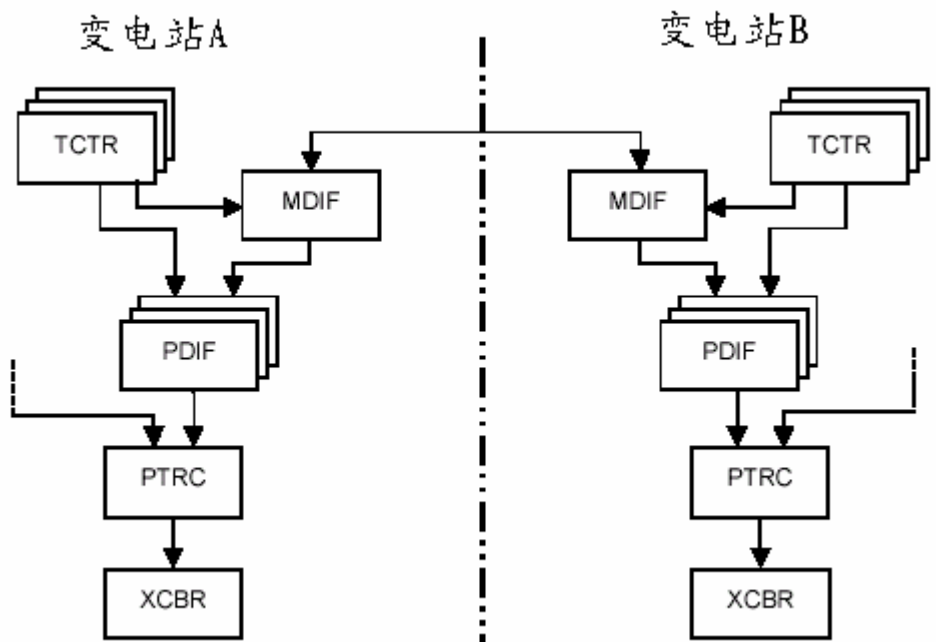 变电站A
变电站B
TCTR
TCTR
MDIF
MDIF
PDIF
PDIF
PTRC
PTRC
XCBR
XCBR